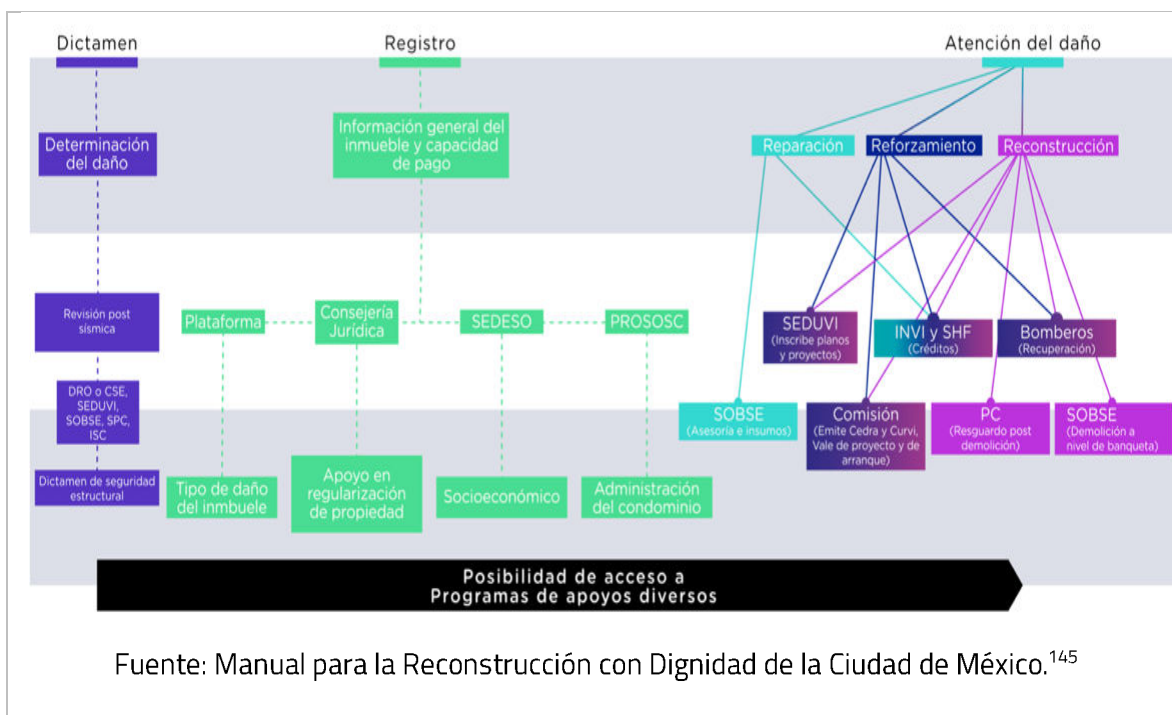 Dictamen
Registro
Atención del daño
Determinación
del daño
Información general del
inmueble y capacidad
de pago
Reparación
Reforzamiento
Reconstrucción
Revisión post
sísmica
Plataforma
Consejería
Jurídica
SEDESO
PROSOSC
SEDUVI
(Inscribe planos
y proyectos)
INVI y SHF
(Créditos)
Bomberos
(Recuperación)
DRO o CSE,
SEDUVI,
SOBSE, SPC,
ISC
SOBSE
(Asesoría e insumos)
Comisión
(Emite Cedra y Curvi,
Vale de proyecto y de
arranque)
PC
(Resguardo post
demolición)
SOBSE
(Demolición a
nivel de banqueta)
Dictamen de seguridad
estructural
Tipo de daño
del inmbuele
Apoyo en
regularización
de propiedad
Socioeconómico
Administración
del condominio
Posibilidad de acceso a
Programas de apoyos diversos
Fuente: Manual para la Reconstrucción con Dignidad de la Ciudad de México.145